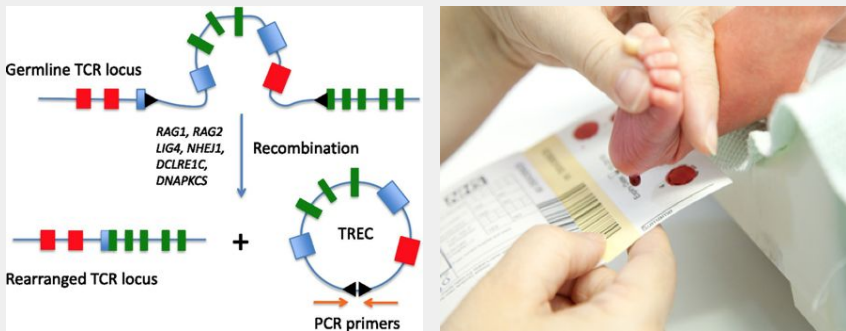 Germline TCR locus
RAG1, RAG2
LIG4, NHEJ1,
DCLRE1C,
DNAPKCS
Recombination
TREC
+
Rearranged TCR locus
PCR primers